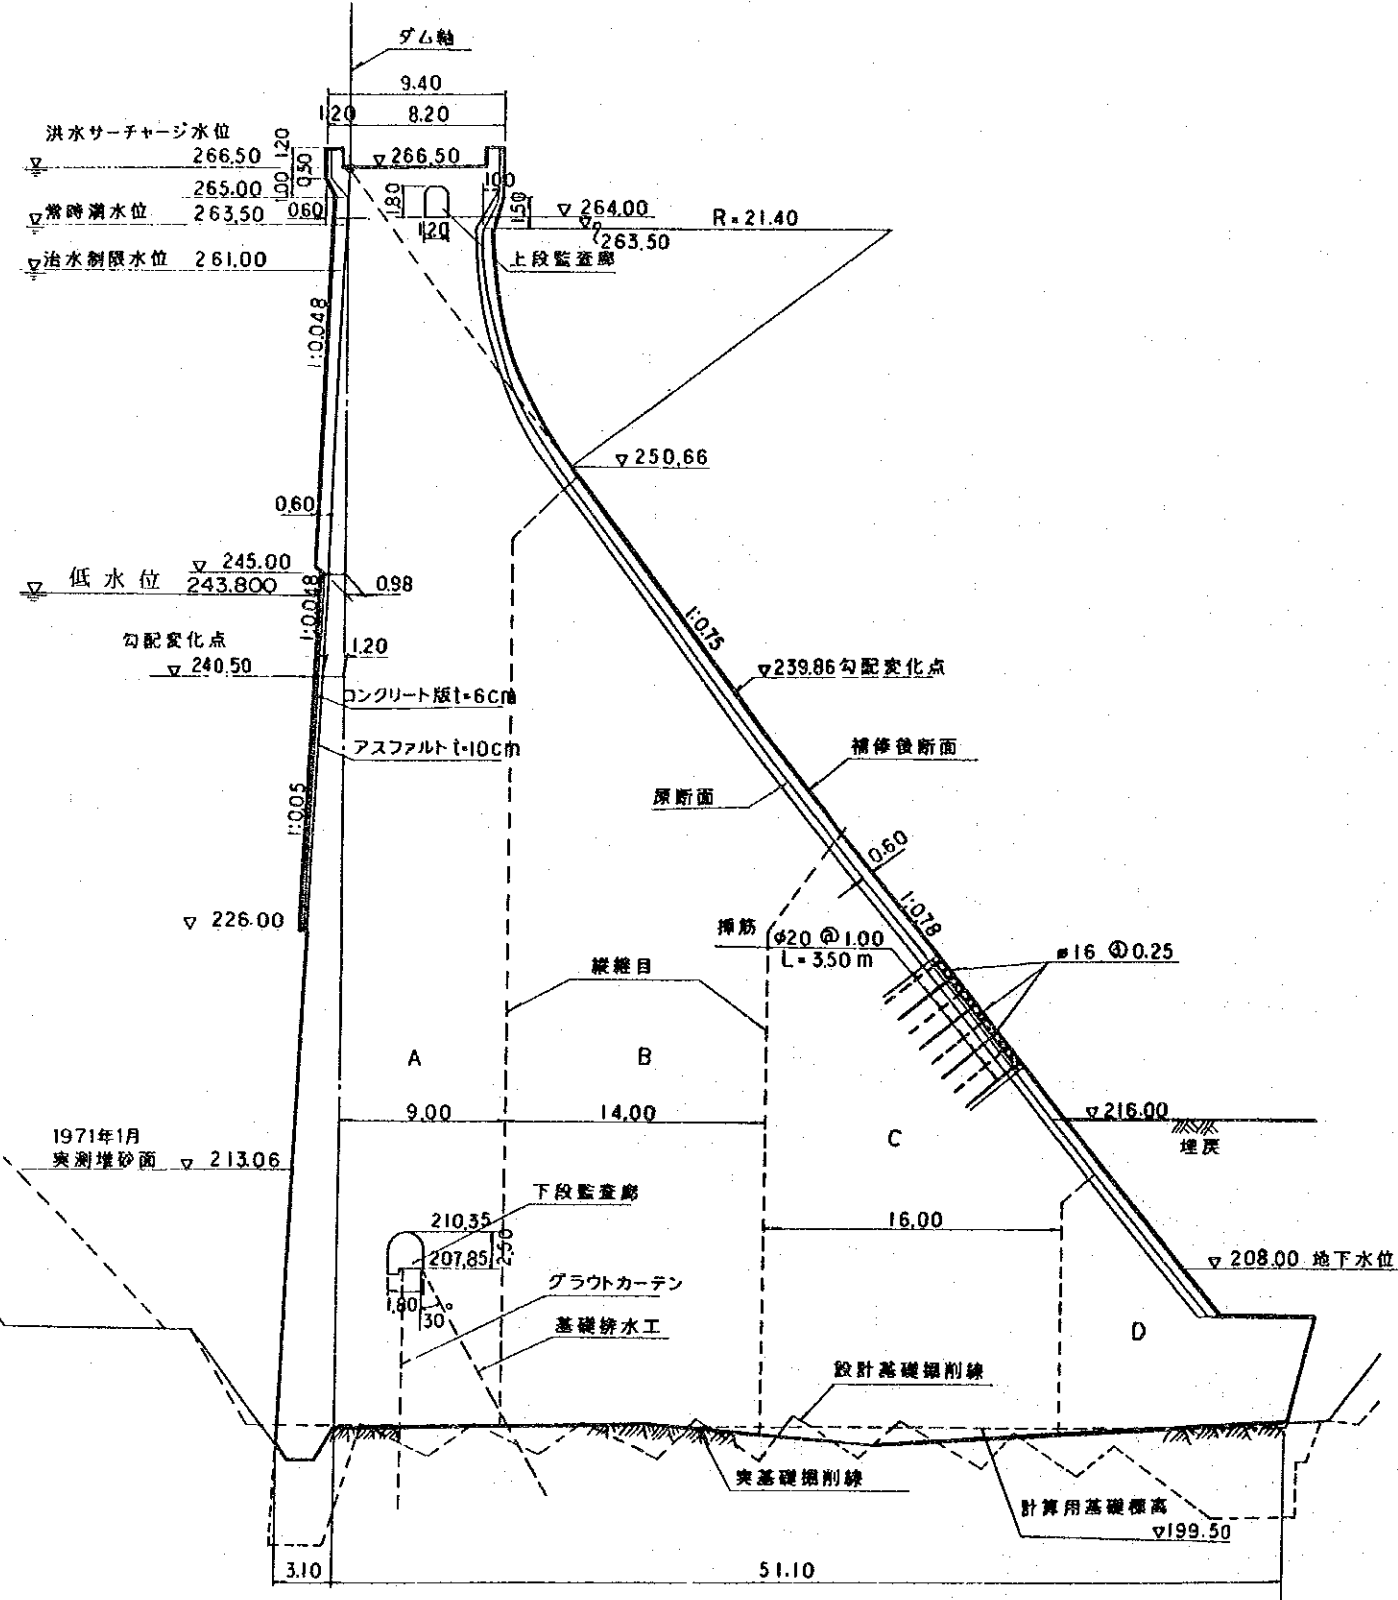 ダム軸
9.40
1.20
8.20
洪水サーチャージ水位
266.50
1.20
0.50
▽ 266.50
265.00
1.00
常時満水位
263.50
0.60
1.80
1.20
1.00
1.50
▽ 264.00
263.50
R=21.40
治水制限水位 261.00
上段監査廊
1:0.048
▽ 250.66
0.60
▽ 245.00
低水位 243.800
0.98
1:0.048
1:0.75
勾配変化点
▽ 240.50
1.20
▽239.86 勾配変化点
コンクリート版t=6cm
アスファルト t=10cm
補修後断面
原断面
1:0.05
0.60
1:0.78
▽ 226.00
挿筋 φ20 @1.00
L=3.50 m
φ16 @0.25
縦継目
A
B
C
D
9.00
14.00
▽216.00
埋戻
1971年1月
実測堆砂面 ▽ 213.06
下段監査廊
16.00
210.35
207.85
2.50
▽ 208.00 地下水位
1.80
30°
グラウトカーテン
基礎排水工
設計基礎掘削線
実基礎掘削線
計算用基礎標高
▽199.50
3.10
51.10